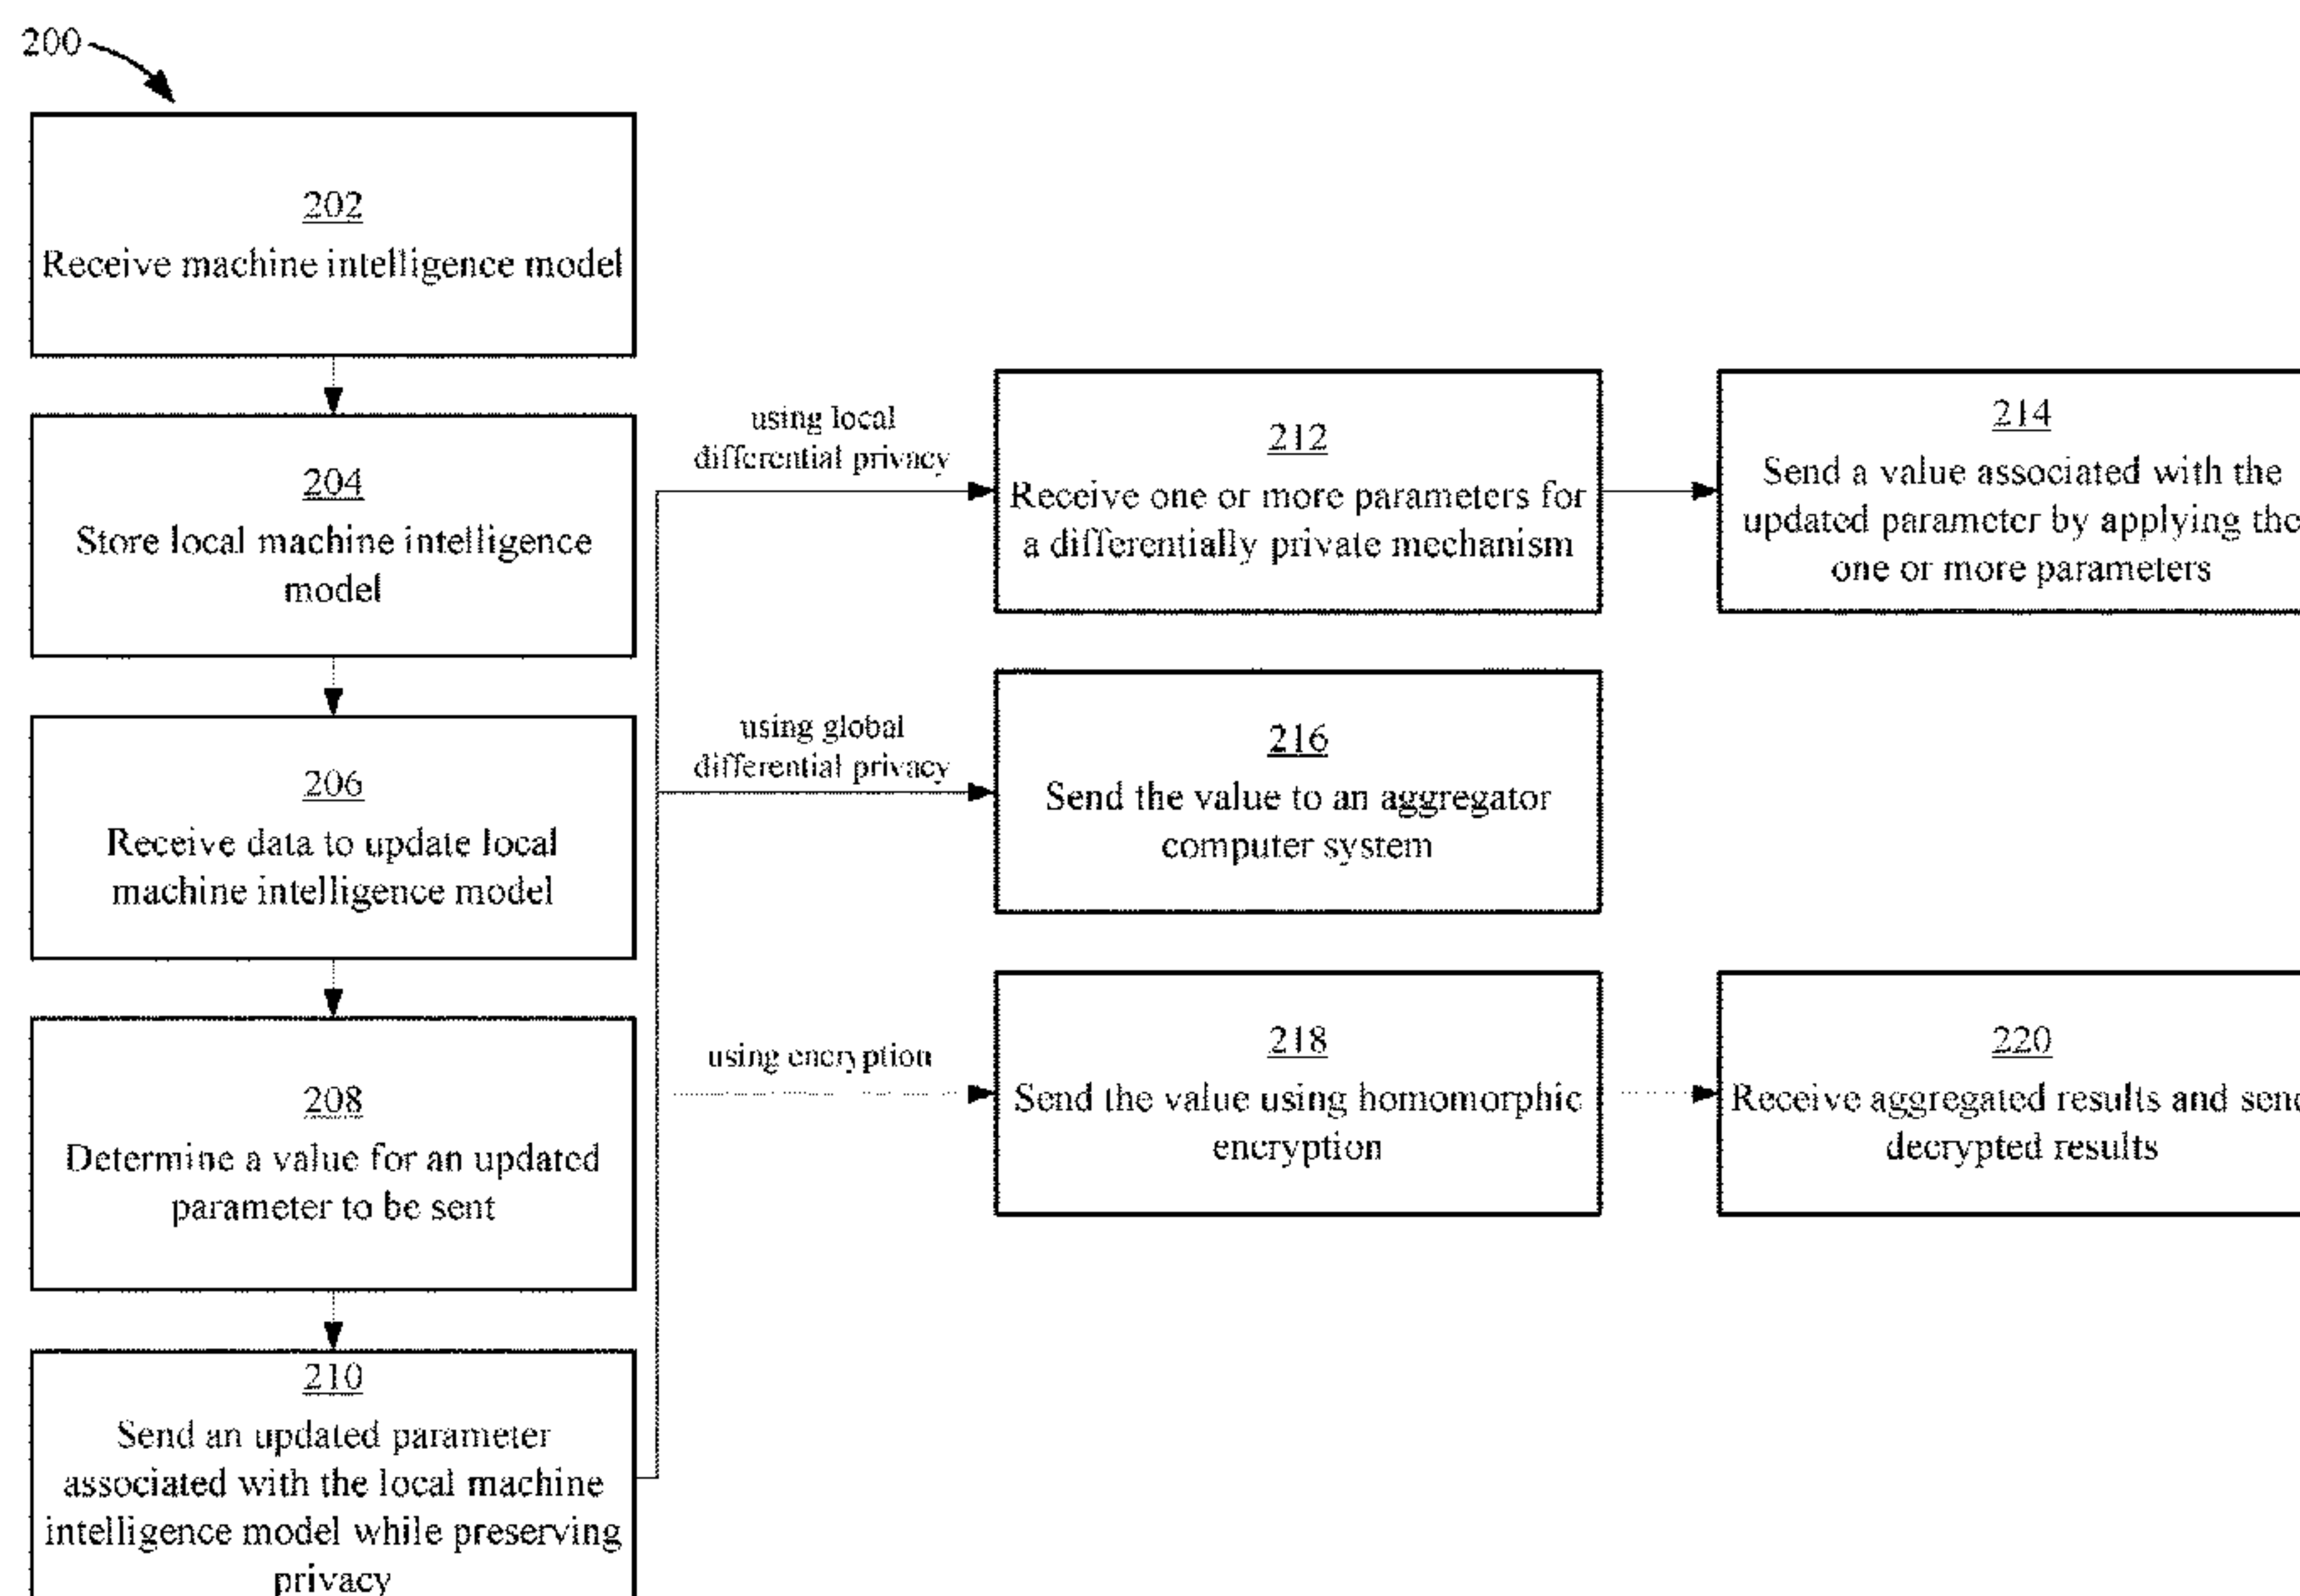 200
202
Receive machine intelligence model
204
Store local machine intelligence
model
206
Receive data to update local
machine intelligence model
208
Determine a value for an updated
parameter to be sent
210
Send an updated parameter
associated with the local machine
intelligence model while preserving
privacy
using local
differential privacy
212
Receive one or more parameters for
a differentially private mechanism
214
Send a value associated with the
updated parameter by applying the
one or more parameters
using global
differential privacy
216
Send the value to an aggregator
computer system
using encryption
218
Send the value using homomorphic
encryption
220
Receive aggregated results and send
decrypted results